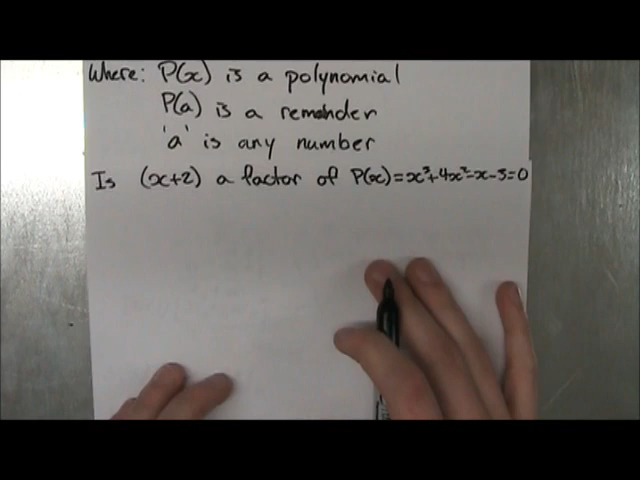 Where: P(x) is a polynomial
P(a) is a remainder
'a' is any number
Is (x+2) a factor of P(x)=x³+4x²-x-3=0